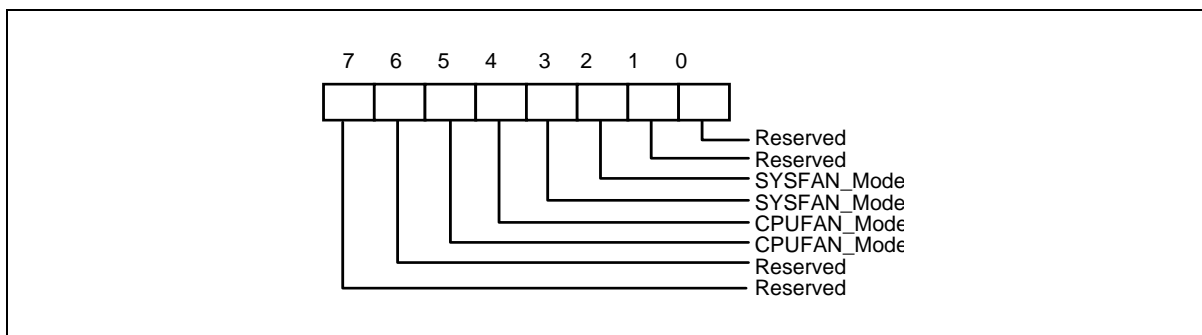 7 6 5 4 3 2 1 0
Reserved
Reserved
SYSFAN_Mode
SYSFAN_Mode
CPUFAN_Mode
CPUFAN_Mode
Reserved
Reserved